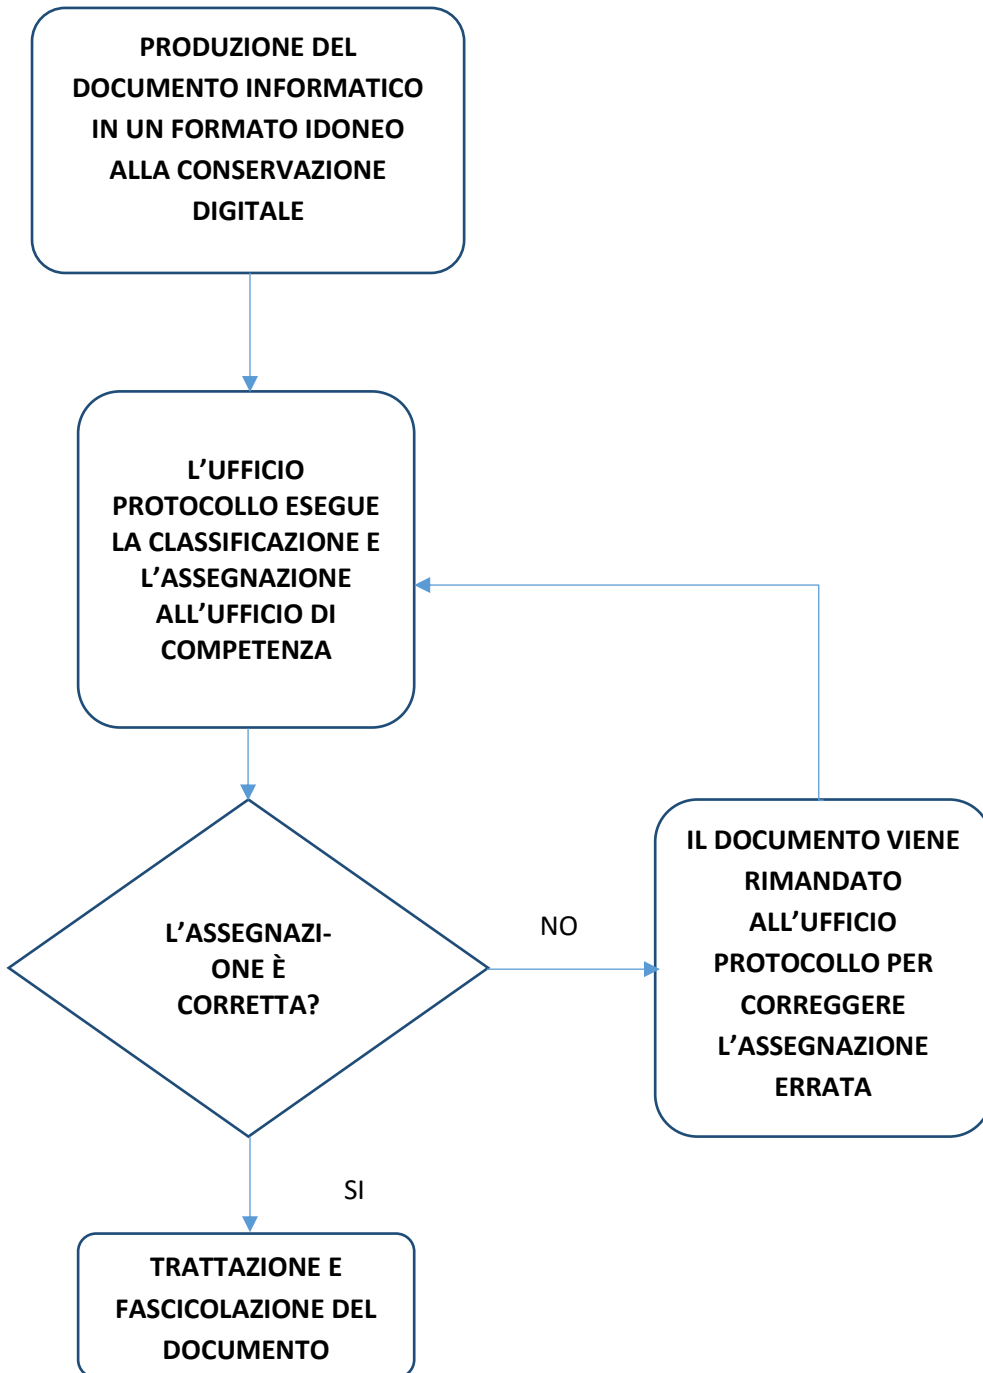 PRODUZIONE DEL
DOCUMENTO INFORMATICO
IN UN FORMATO IDONEO
ALLA CONSERVAZIONE
DIGITALE
L’UFFICIO
PROTOCOLLO ESEGUE
LA CLASSIFICAZIONE E
L’ASSEGNAZIONE
ALL’UFFICIO DI
COMPETENZA
L’ASSEGNAZI-
ONE È
CORRETTA?
NO
IL DOCUMENTO VIENE
RIMANDATO
ALL’UFFICIO
PROTOCOLLO PER
CORREGGERE
L’ASSEGNAZIONE
ERRATA
SI
TRATTAZIONE E
FASCICOLAZIONE DEL
DOCUMENTO